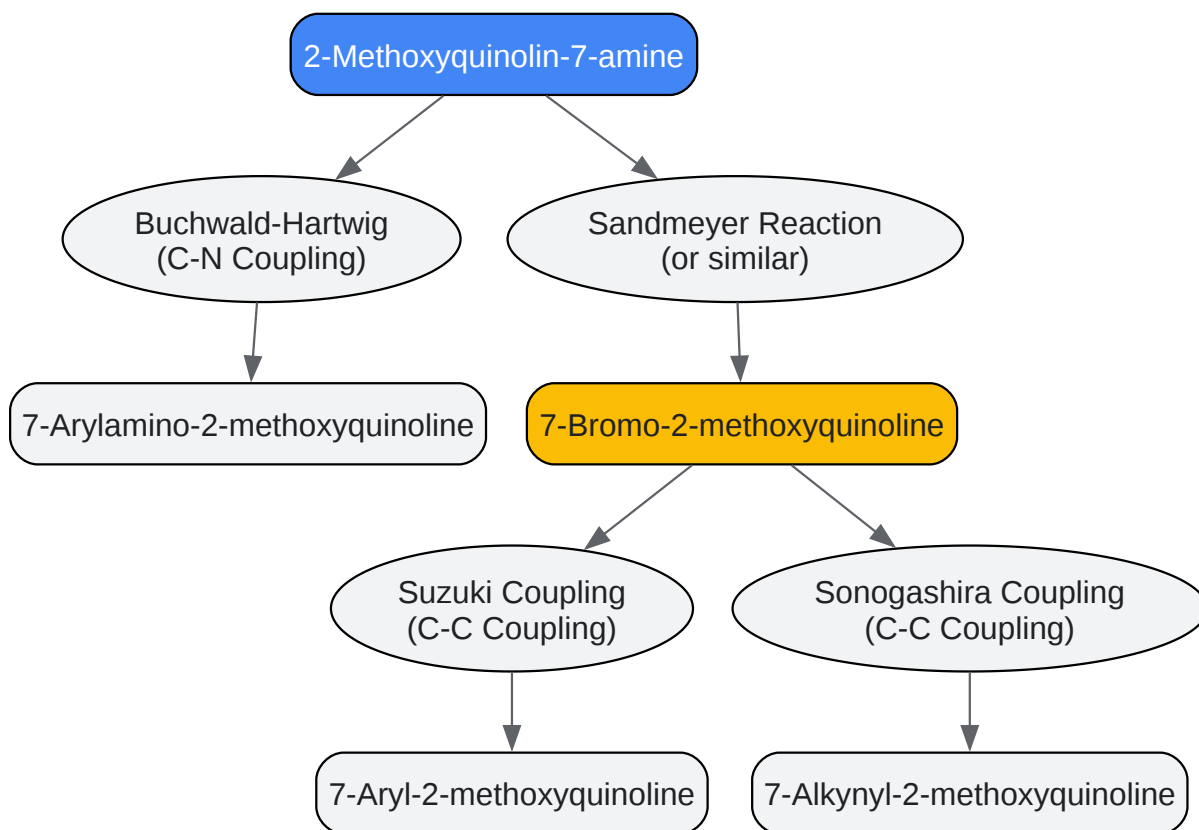 2-Methoxyquinolin-7-amine
Buchwald-Hartwig
(C-N Coupling)
Sandmeyer Reaction
(or similar)
7-Arylamino-2-methoxyquinoline
7-Bromo-2-methoxyquinoline
Suzuki Coupling
(C-C Coupling)
Sonogashira Coupling
(C-C Coupling)
7-Aryl-2-methoxyquinoline
7-Alkynyl-2-methoxyquinoline